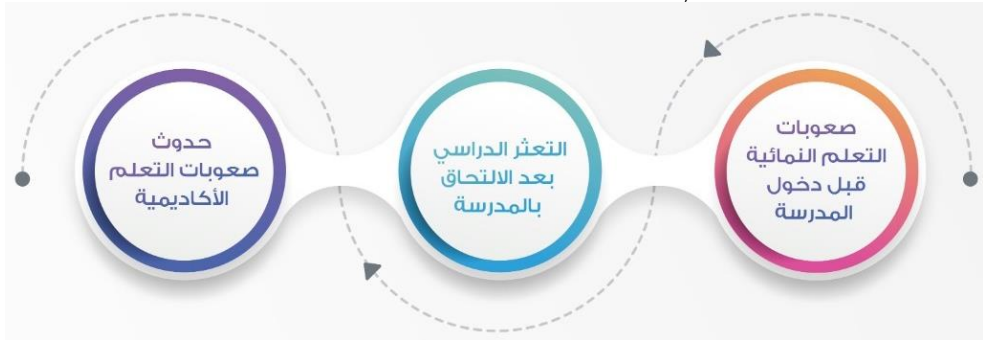 صعوبات
التعلم النمائية
قبل دخول
المدرسة
التعثر الدراسي
بعد الالتحاق
بالمدرسة
حدوث
صعوبات التعلم
الأكاديمية